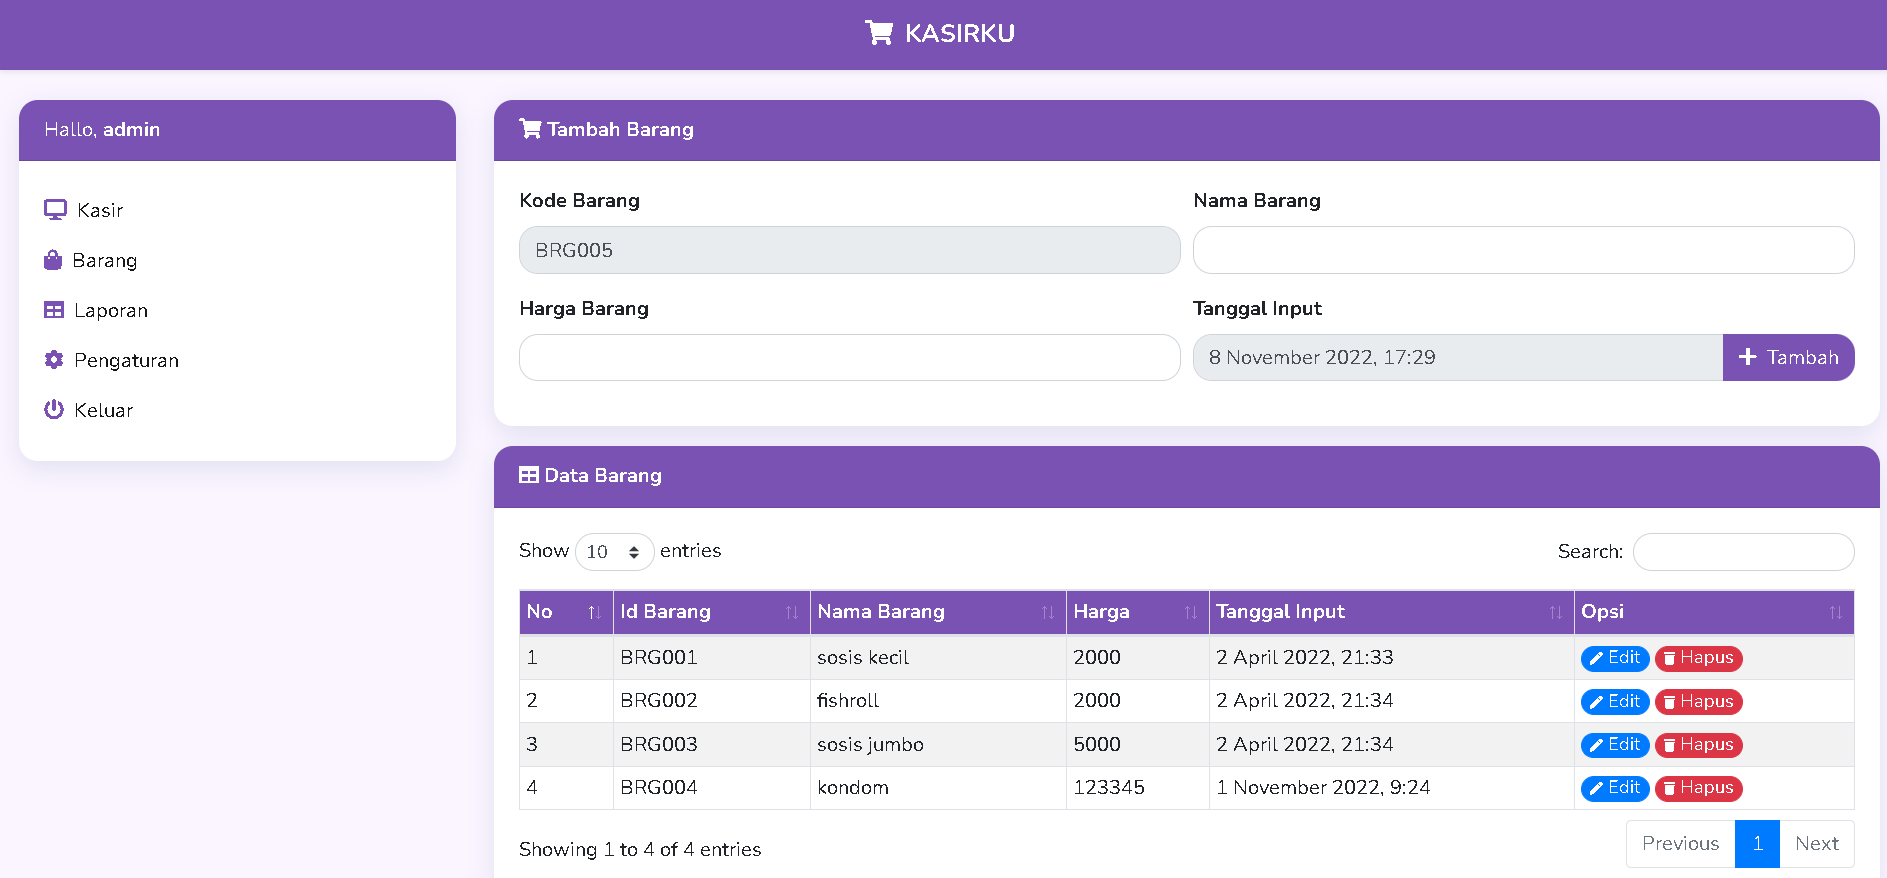 KASIRKU
Hallo, admin
Kasir
Barang
Laporan
Pengaturan
Keluar
Tambah Barang
Kode Barang Nama Barang
BRG005
Harga Barang Tanggal Input
8 November 2022, 17:29 Tambah
Data Barang
Show 10 entries Search:
No Id Barang Nama Barang Harga Tanggal Input Opsi
1 BRG001 sosis kecil 2000 2 April 2022, 21:33 Edit Hapus
2 BRG002 fishroll 2000 2 April 2022, 21:34 Edit Hapus
3 BRG003 sosis jumbo 5000 2 April 2022, 21:34 Edit Hapus
4 BRG004 kondom 123345 1 November 2022, 9:24 Edit Hapus
Showing 1 to 4 of 4 entries Previous 1 Next